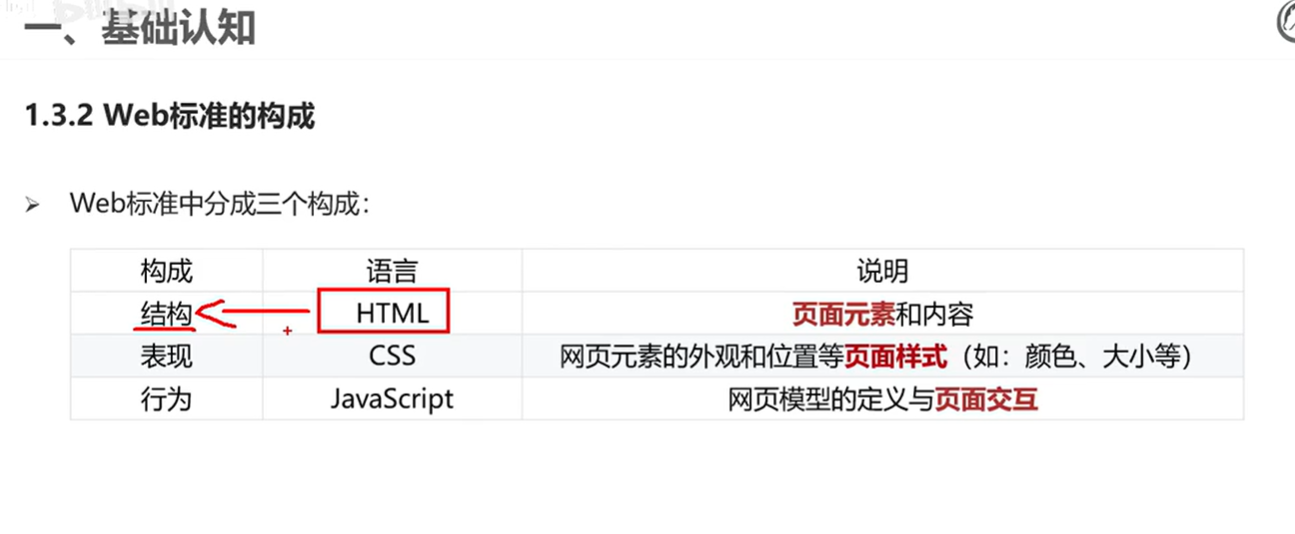 一、基础认知
1.3.2 Web标准的构成
Web标准中分成三个构成：
构成 语言 说明
结构 HTML 页面元素和内容
表现 CSS 网页元素的外观和位置等页面样式（如：颜色、大小等）
行为 JavaScript 网页模型的定义与页面交互